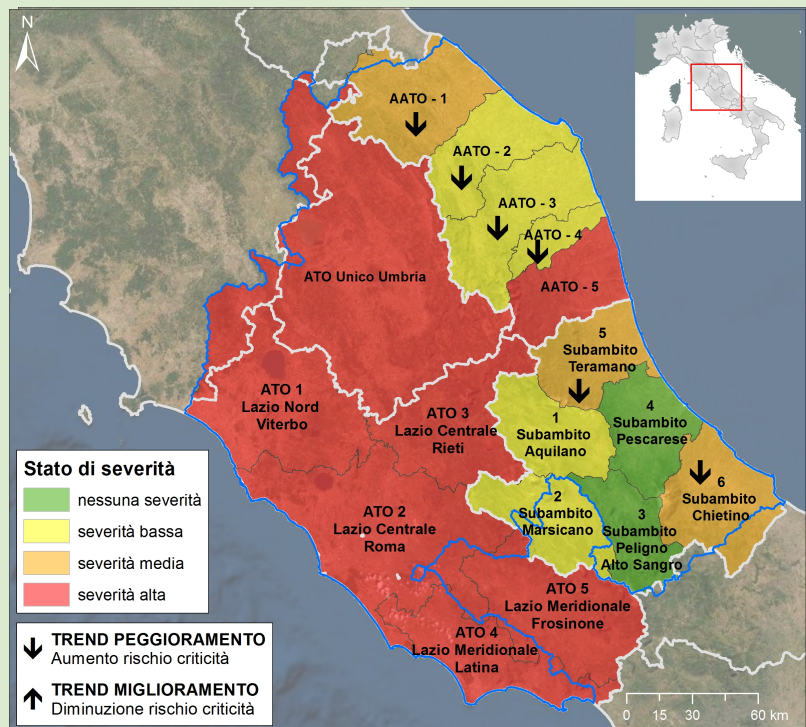 N
AATO - 1
AATO - 2
AATO - 3
AATO - 4
ATO Unico Umbria
AATO - 5
5
Subambito
Teramano
ATO 1
Lazio Nord
Viterbo
ATO 3
Lazio Centrale
Rieti
1
Subambito
Aquilano
4
Subambito
Pescarese
6
Subambito
Chietino
2
Subambito
Marsicano
3
Subambito
Peligno
Alto Sangro
ATO 2
Lazio Centrale
Roma
ATO 5
Lazio Meridionale
Frosinone
ATO 4
Lazio Meridionale
Latina
Stato di severità
nessuna severità
severità bassa
severità media
severità alta
TREND PEGGIORAMENTO
Aumento rischio criticità
TREND MIGLIORAMENTO
Diminuzione rischio criticità
0 15 30 60 km